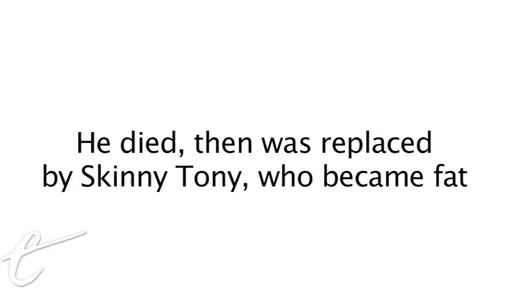 He died, then was replaced
by Skinny Tony, who became fat